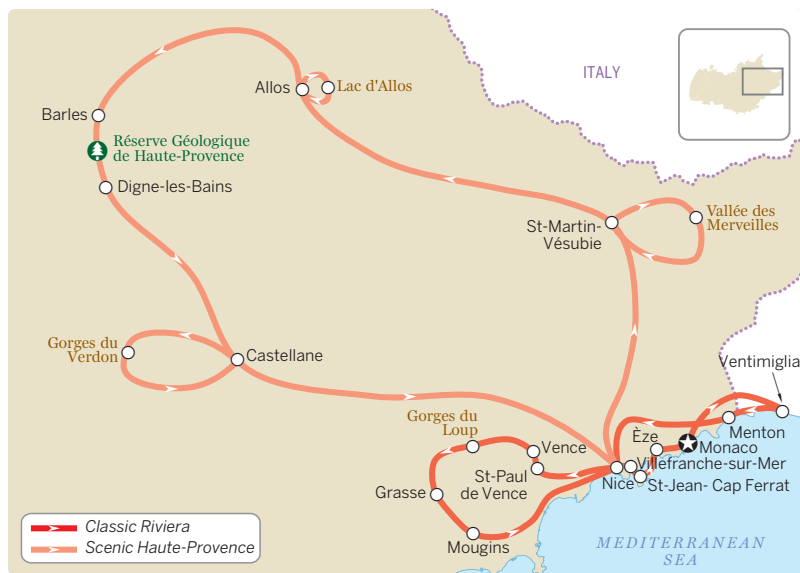 ITALY
Allos
Lac d'Allos
Barles
Réserve Géologique
de Haute-Provence
Digne-les-Bains
St-Martin-
Vésubie
Vallée des
Merveilles
Gorges du
Verdon
Castellane
Ventimiglia
Gorges du
Loup
Vence
Èze
Menton
Monaco
Villefranche-sur-Mer
St-Paul
de Vence
Nice
St-Jean- Cap Ferrat
Grasse
Mougins
Classic Riviera
Scenic Haute-Provence
MEDITERRANEAN
SEA